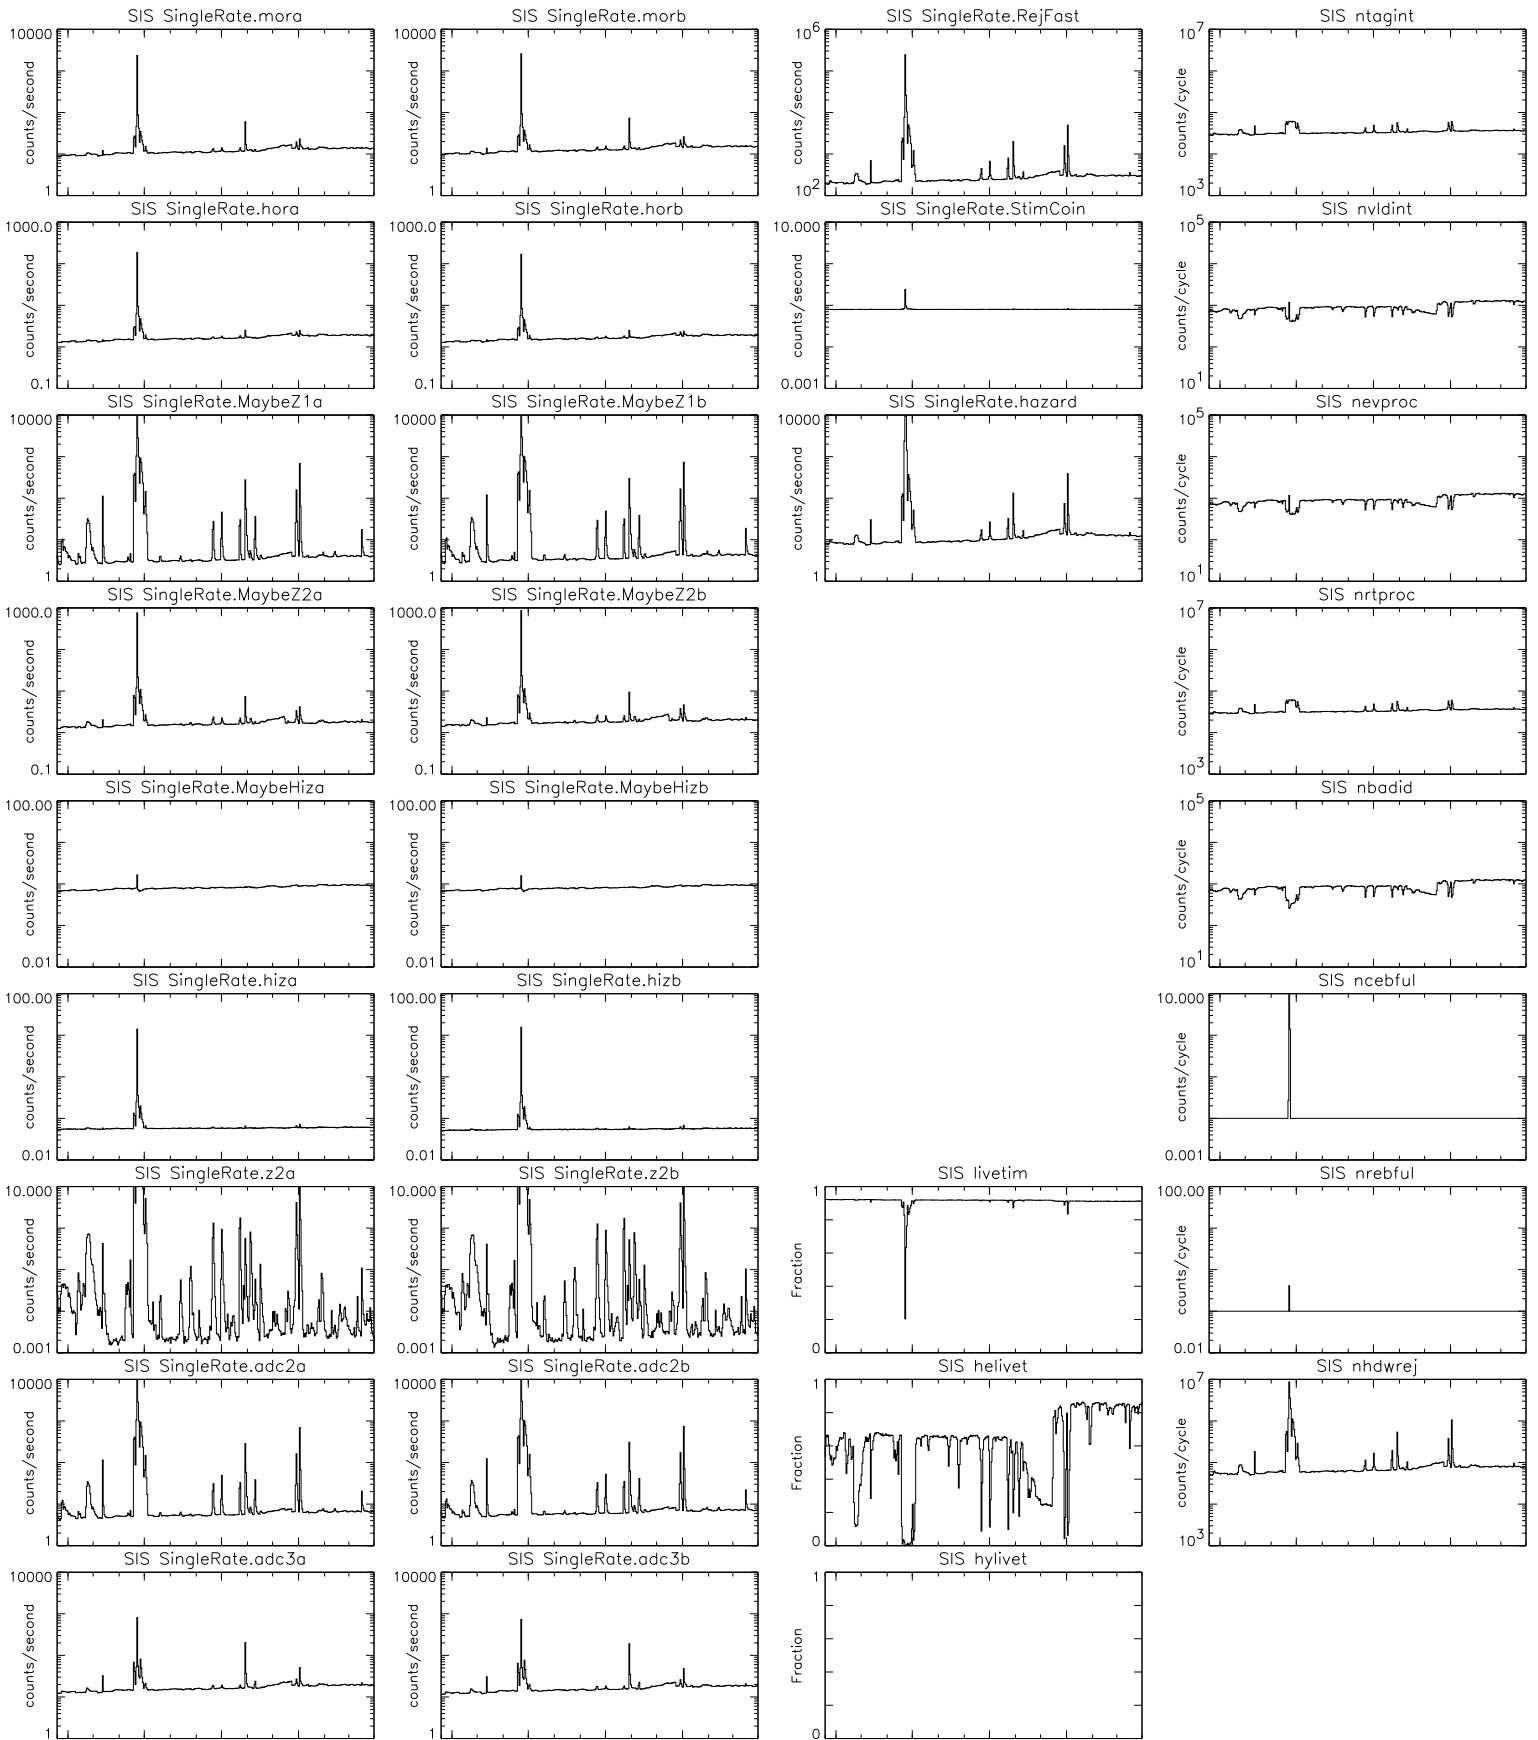 SIS SingleRate.mora
10000
counts/second
1
SIS SingleRate.morb
10000
counts/second
1
SIS SingleRate.RejFast
10^6
counts/second
10^2
SIS ntagint
10^7
counts/cycle
10^3
SIS SingleRate.hora
1000.0
counts/second
0.1
SIS SingleRate.horb
1000.0
counts/second
0.1
SIS SingleRate.StimCoin
10.000
counts/second
0.001
SIS nvldint
10^5
counts/cycle
10^1
SIS SingleRate.MaybeZ1a
10000
counts/second
1
SIS SingleRate.MaybeZ1b
10000
counts/second
1
SIS SingleRate.hazard
10000
counts/second
1
SIS nevproc
10^5
counts/cycle
10^1
SIS SingleRate.MaybeZ2a
1000.0
counts/second
0.1
SIS SingleRate.MaybeZ2b
1000.0
counts/second
0.1
SIS nrtproc
10^7
counts/cycle
10^3
SIS SingleRate.MaybeHiza
100.00
counts/second
0.01
SIS SingleRate.MaybeHizb
100.00
counts/second
0.01
SIS nbadid
10^5
counts/cycle
10^1
SIS SingleRate.hiza
100.00
counts/second
0.01
SIS SingleRate.hizb
100.00
counts/second
0.01
SIS ncebful
10.000
counts/cycle
0.001
SIS SingleRate.z2a
10.000
counts/second
0.001
SIS SingleRate.z2b
10.000
counts/second
0.001
SIS livetim
1
Fraction
0
SIS nrebful
100.00
counts/cycle
0.01
SIS SingleRate.adc2a
10000
counts/second
1
SIS SingleRate.adc2b
10000
counts/second
1
SIS helivet
1
Fraction
0
SIS nhdwrej
10^7
counts/cycle
10^3
SIS SingleRate.adc3a
10000
counts/second
1
SIS SingleRate.adc3b
10000
counts/second
1
SIS hylivet
1
Fraction
0